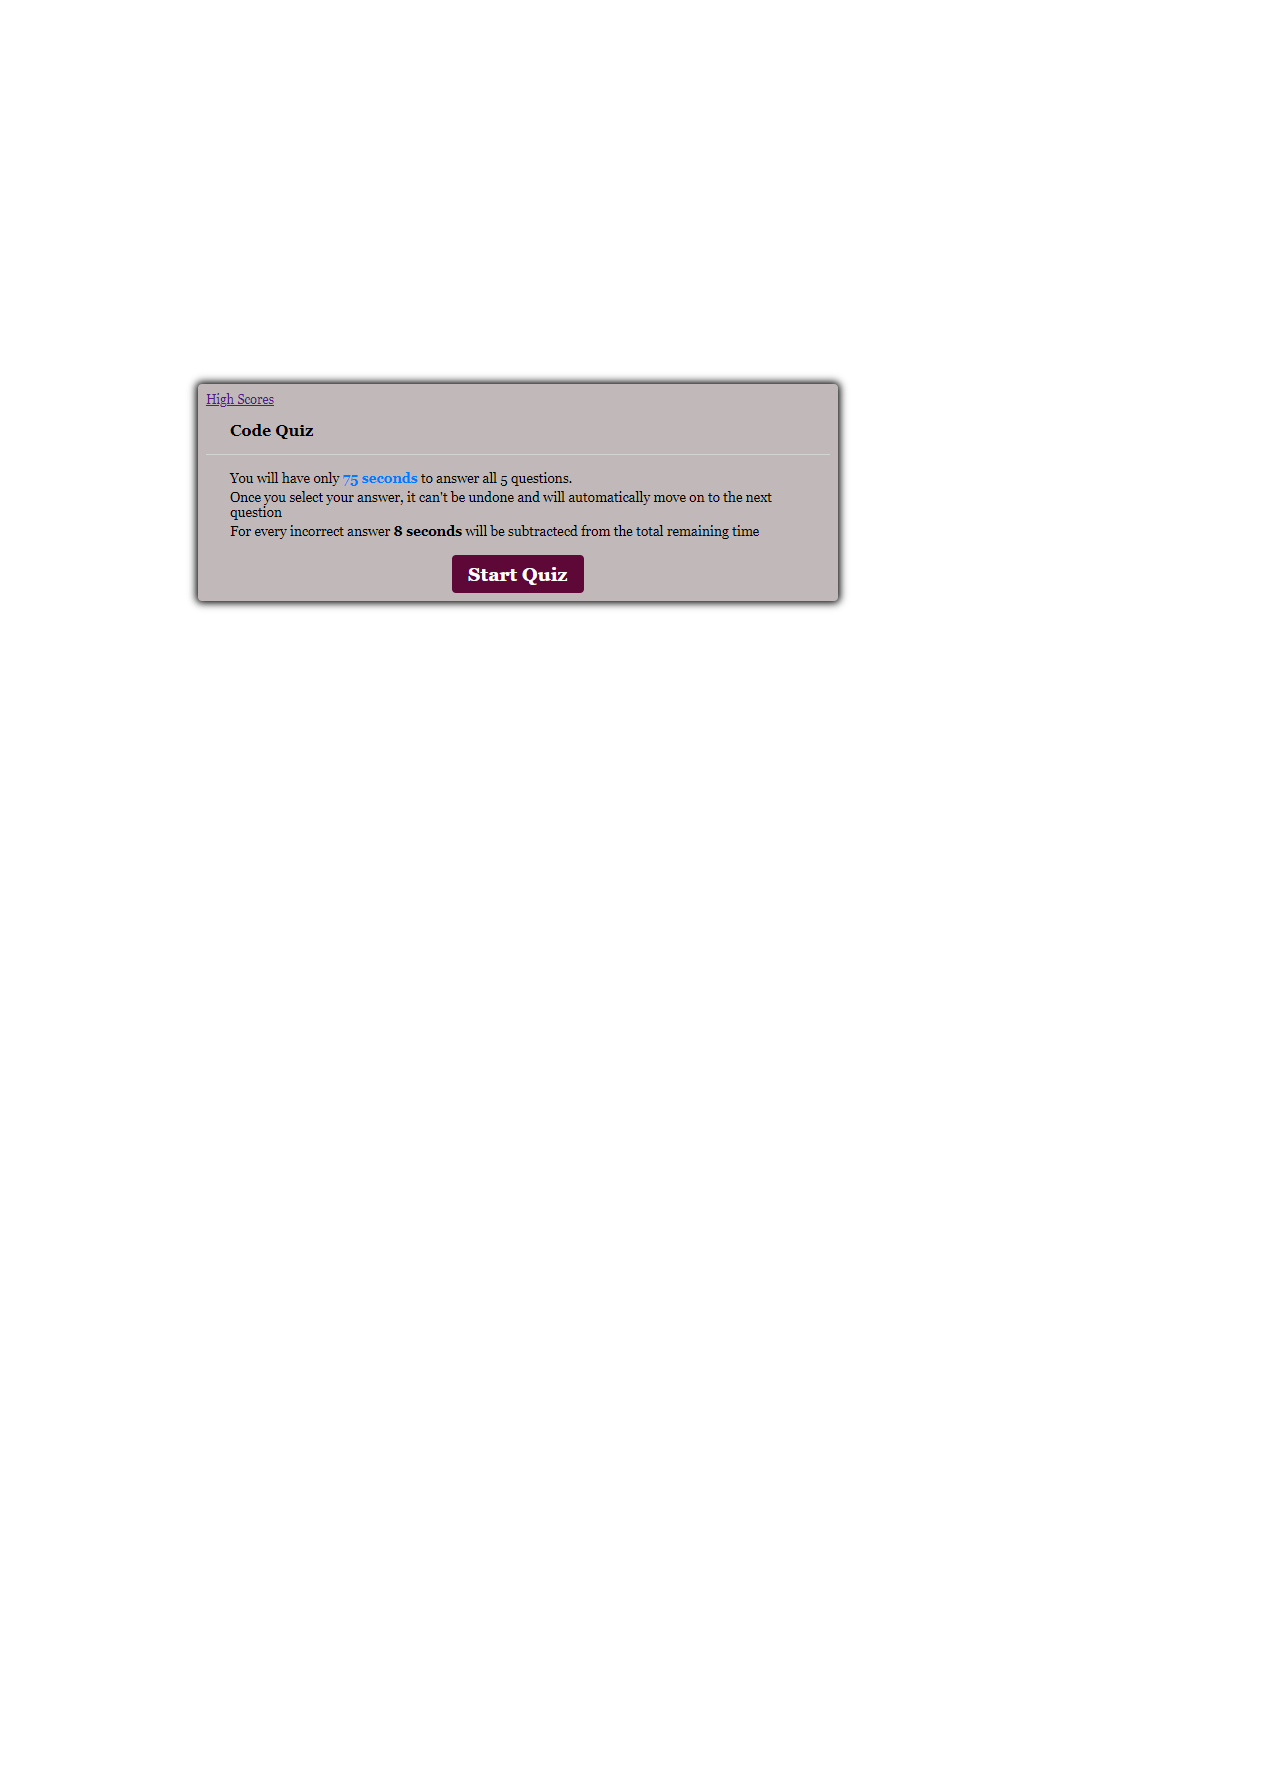 High Scores
Code Quiz
You will have only 75 seconds to answer all 5 questions.
Once you select your answer, it can't be undone and will automatically move on to the next
question
For every incorrect answer 8 seconds will be subtractecd from the total remaining time
Start Quiz